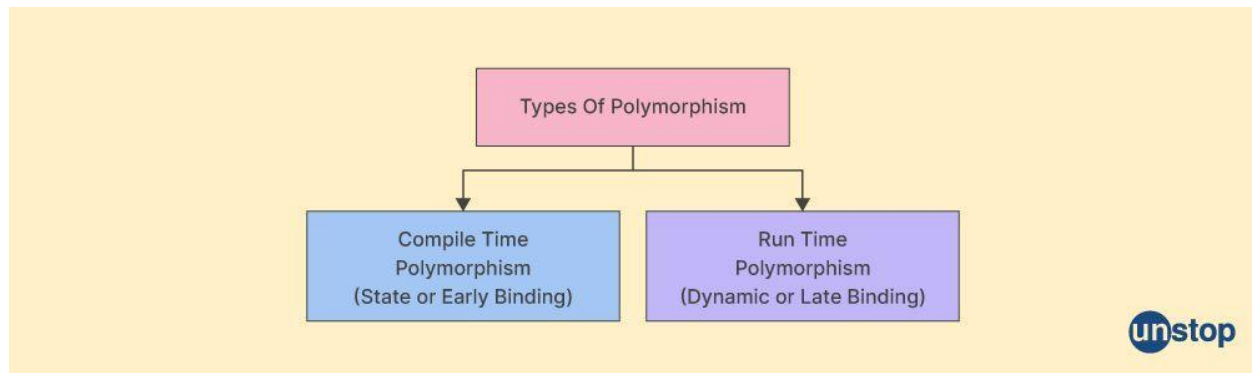 Types Of Polymorphism
Compile Time
Polymorphism
(State or Early Binding)
Run Time
Polymorphism
(Dynamic or Late Binding)
unstop